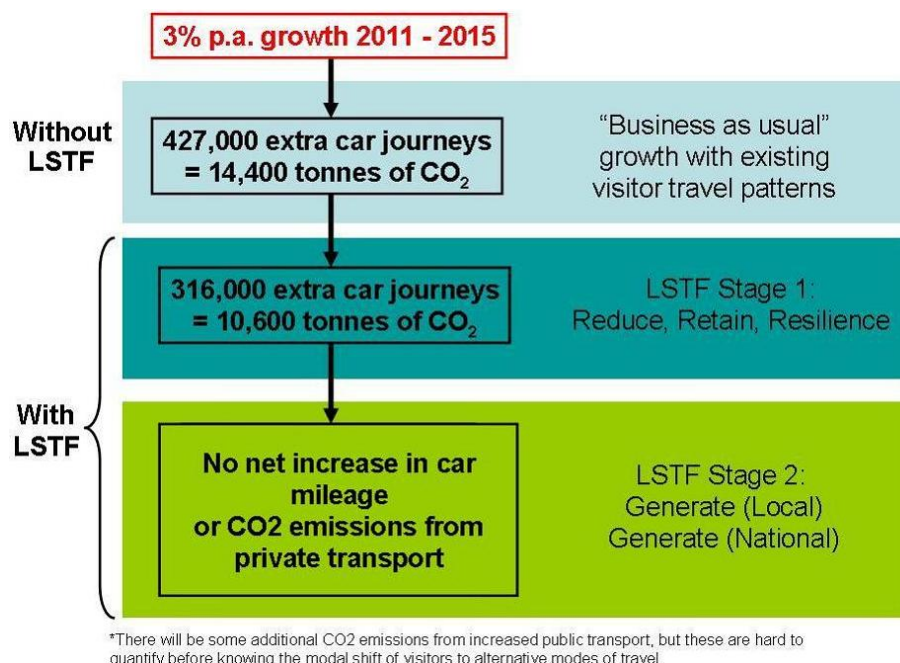 3% p.a. growth 2011 - 2015
Without
LSTF
427,000 extra car journeys
= 14,400 tonnes of CO₂
“Business as usual”
growth with existing
visitor travel patterns
With
LSTF
316,000 extra car journeys
= 10,600 tonnes of CO₂
LSTF Stage 1:
Reduce, Retain, Resilience
No net increase in car
mileage
or CO2 emissions from
private transport
LSTF Stage 2:
Generate (Local)
Generate (National)
*There will be some additional CO2 emissions from increased public transport, but these are hard to
quantify before knowing the modal shift of visitors to alternative modes of travel